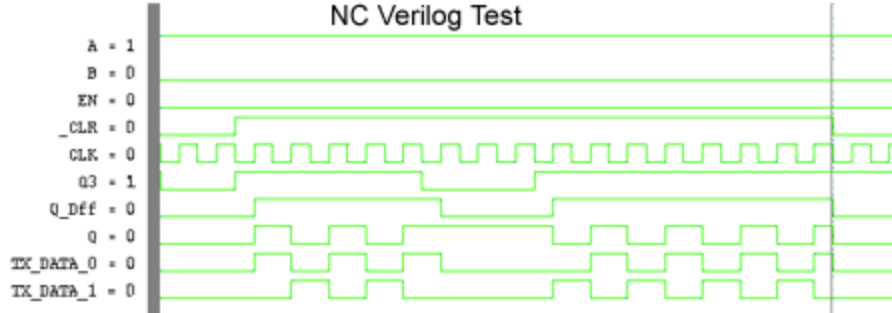 NC Verilog Test
A = 1
B = 0
EN = 0
_CLR = 0
CLK = 0
Q3 = 1
Q_Dff = 0
Q = 0
TX_DATA_0 = 0
TX_DATA_1 = 0